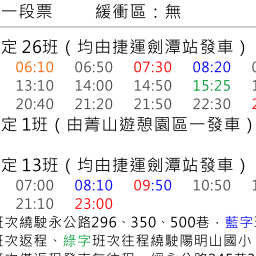 一段票 緩衝區：無
定 26班（均由捷運劍潭站發車）
06:10 06:50 07:30 08:20
13:10 14:00 14:50 15:25
20:40 21:20 21:50 22:30
定 1班（由菁山遊憩園區一發車）
定 13班（均由捷運劍潭站發車）
07:00 08:10 09:50 10:50
21:10 23:00
班次繞駛永公路296、350、500巷，藍字
班次返程、綠字班次往程繞駛陽明山國小